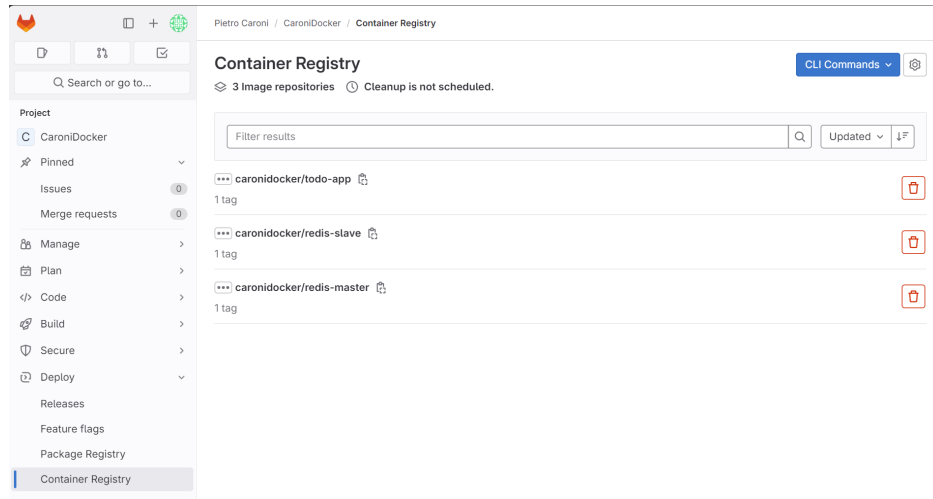 Pietro Caroni / CaroniDocker / Container Registry
Search or go to...
Project
C CaroniDocker
Pinned
Issues 0
Merge requests 0
Manage
Plan
Code
Build
Secure
Deploy
Releases
Feature flags
Package Registry
Container Registry
Container Registry
CLI Commands
3 Image repositories Cleanup is not scheduled.
Filter results
Updated
caronidocker/todo-app
1 tag
caronidocker/redis-slave
1 tag
caronidocker/redis-master
1 tag